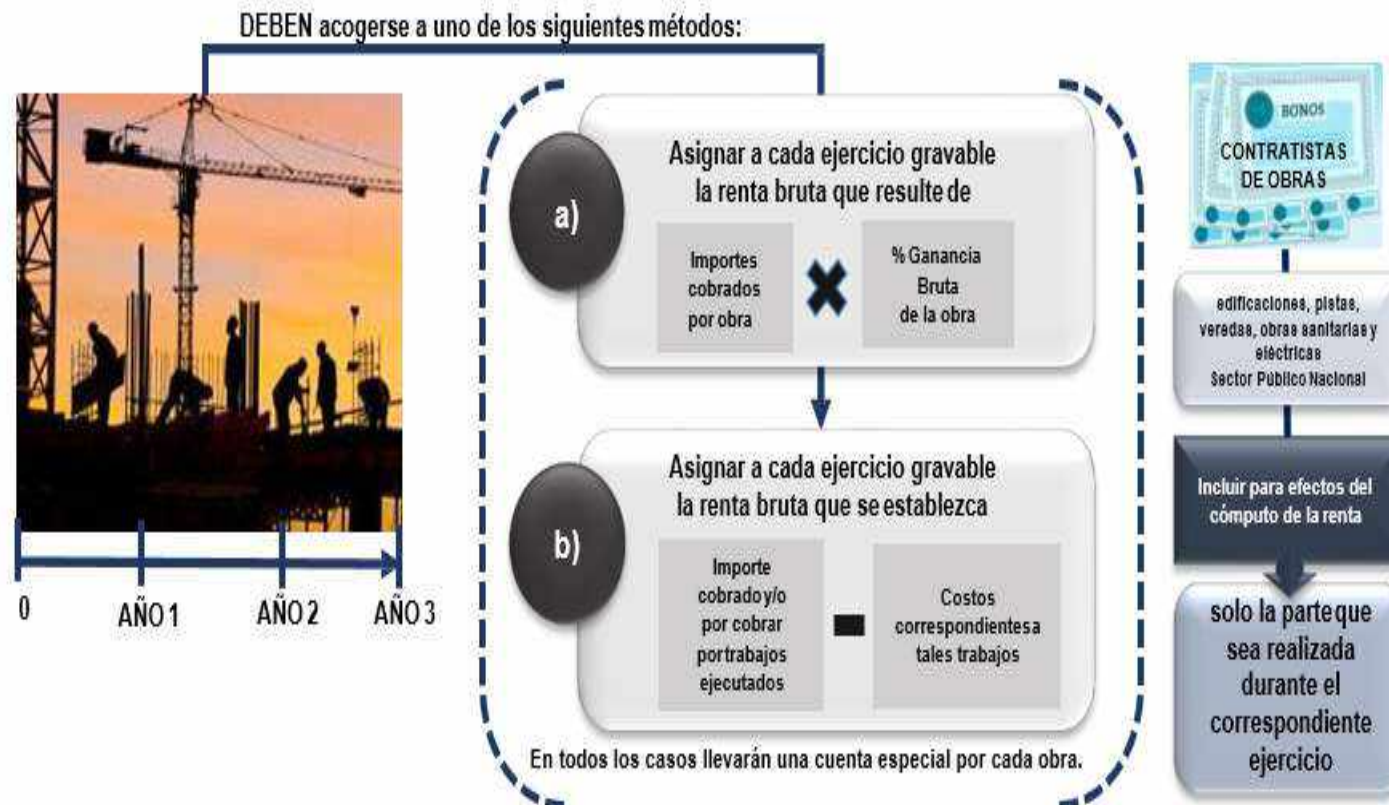 DEBEN acogerse a uno de los siguientes métodos:
0
AÑO 1
AÑO 2
AÑO 3
a)
Asignar a cada ejercicio gravable
la renta bruta que resulte de
Importes
cobrados
por obra
% Ganancia
Bruta
de la obra
b)
Asignar a cada ejercicio gravable
la renta bruta que se establezca
Importe
cobrado y/o
por cobrar
por trabajos
ejecutados
Costos
correspondientes a
tales trabajos
En todos los casos llevarán una cuenta especial por cada obra.
BONOS
CONTRATISTAS
DE OBRAS
edificaciones, pistas,
veredas, obras sanitarias y
eléctricas
Sector Público Nacional
Incluir para efectos del
cómputo de la renta
solo la parte que
sea realizada
durante el
correspondiente
ejercicio